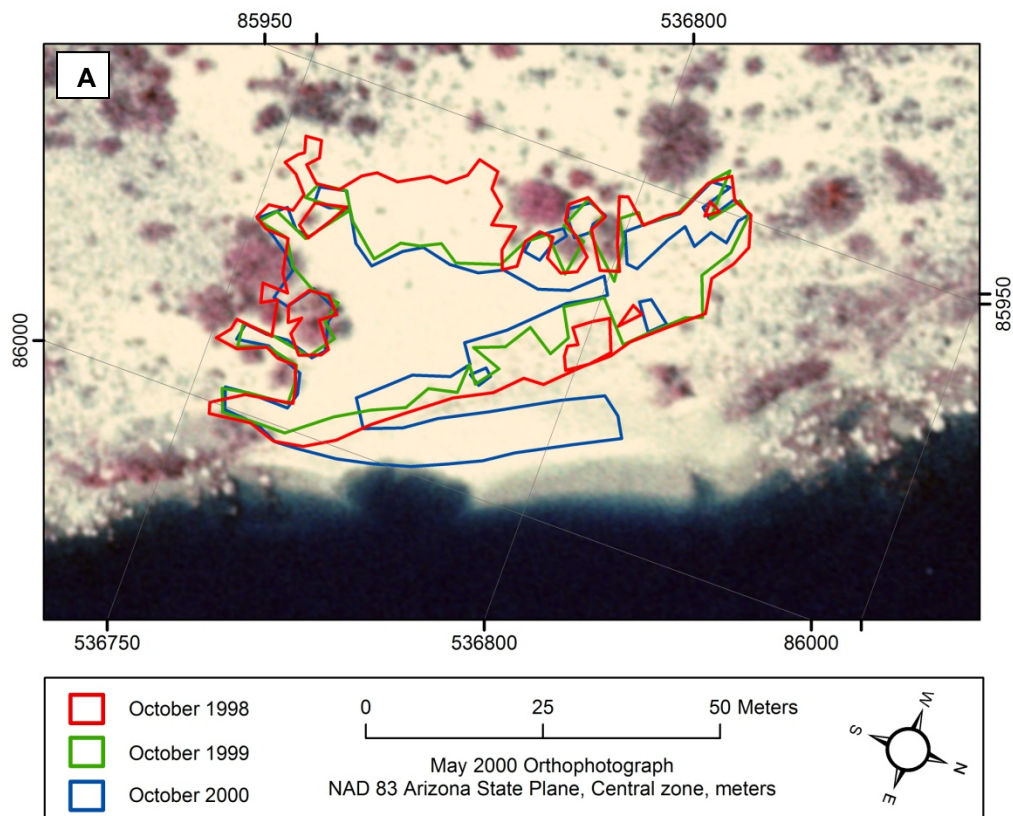 85950
536800
A
86000
85950
536750
536800
86000
October 1998
October 1999
October 2000
0
25
50 Meters
May 2000 Orthophotograph
NAD 83 Arizona State Plane, Central zone, meters
W
S
N
E